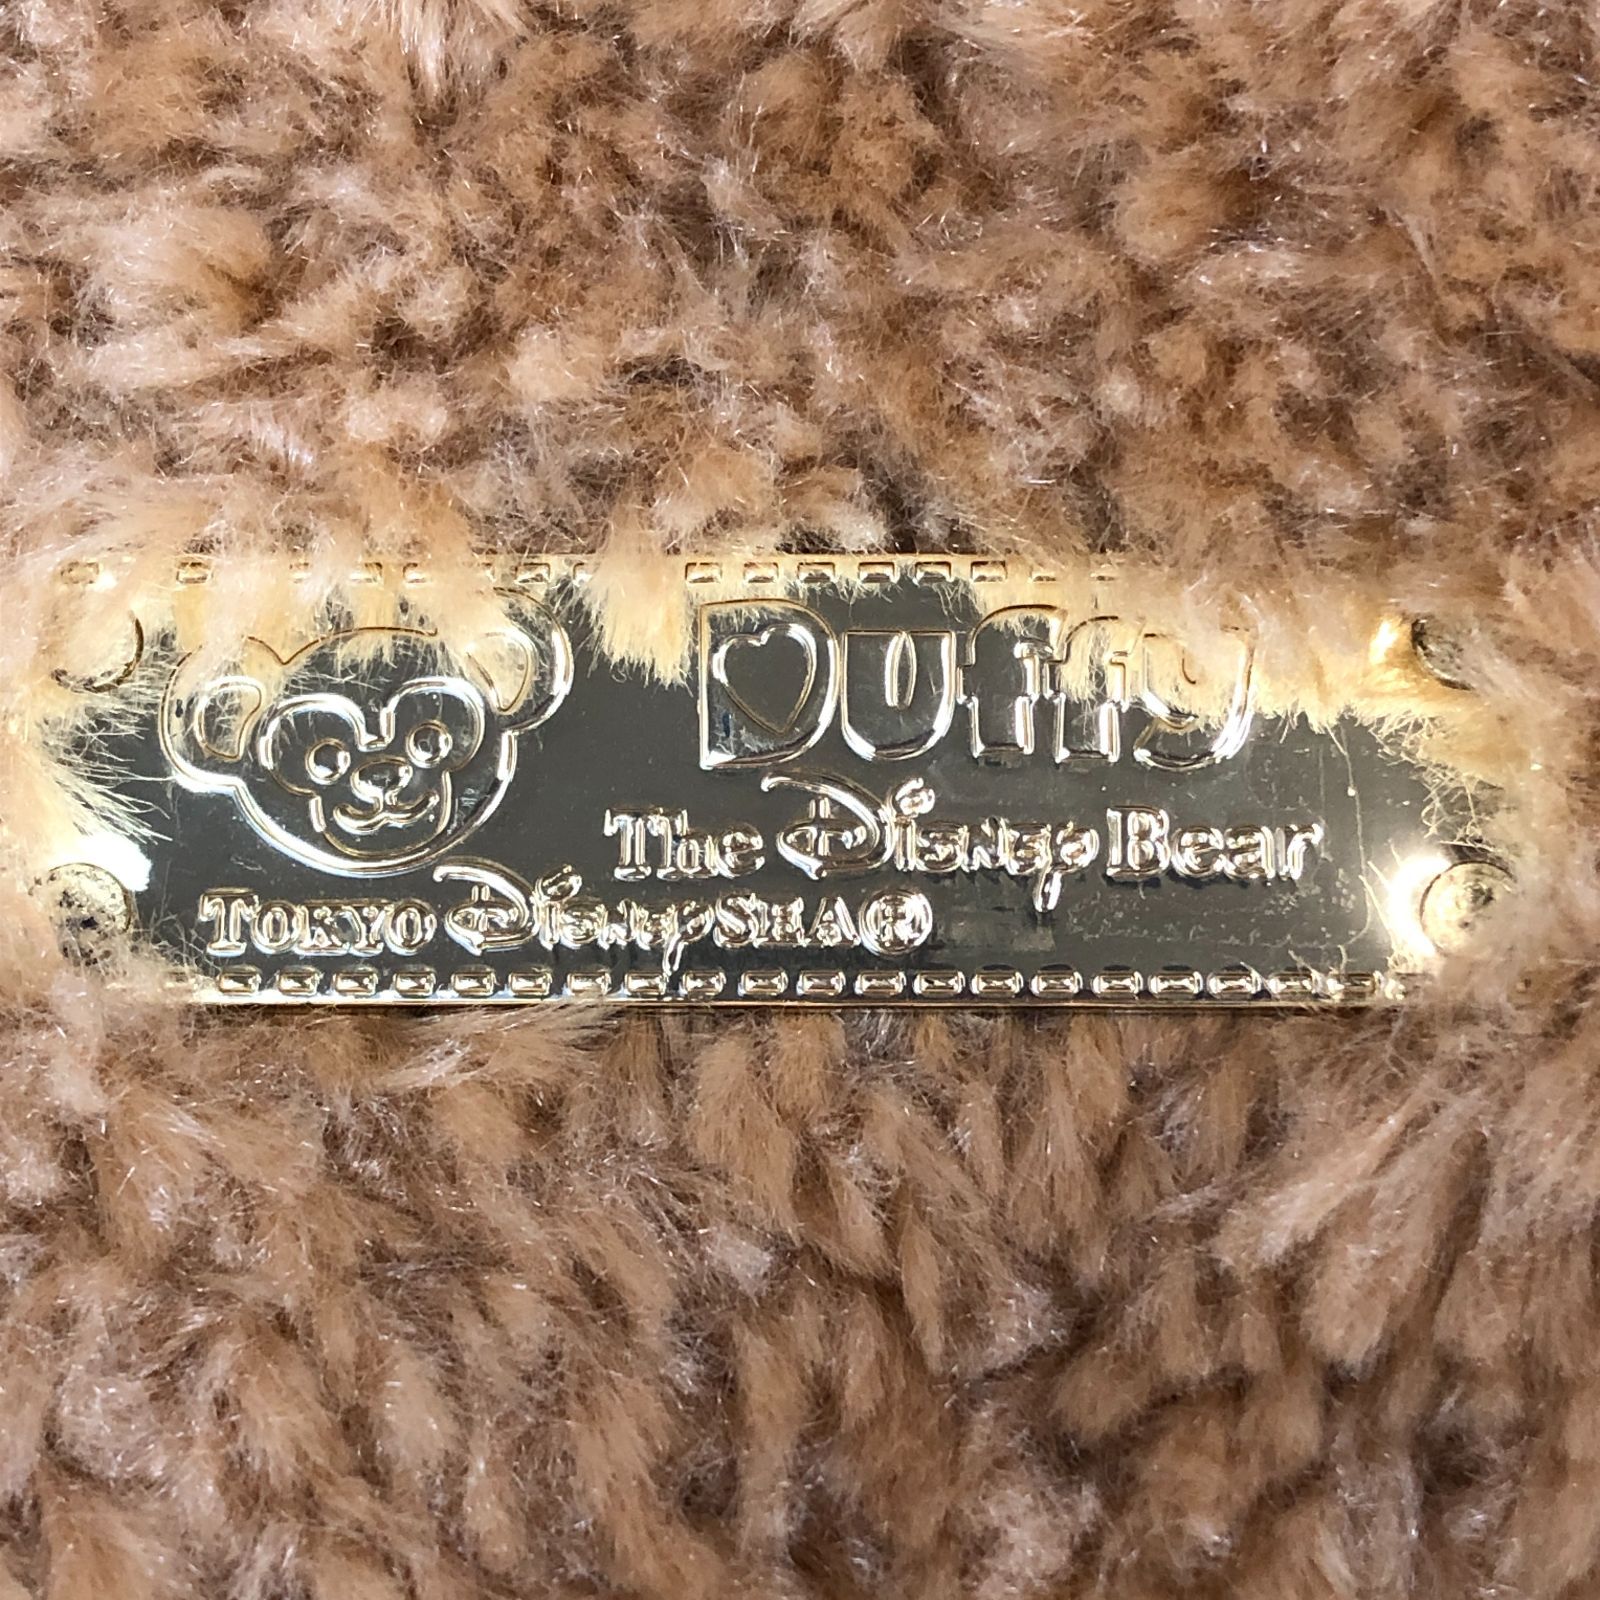 Duffy
The Disney Bear
Tokyo DisneySEA®